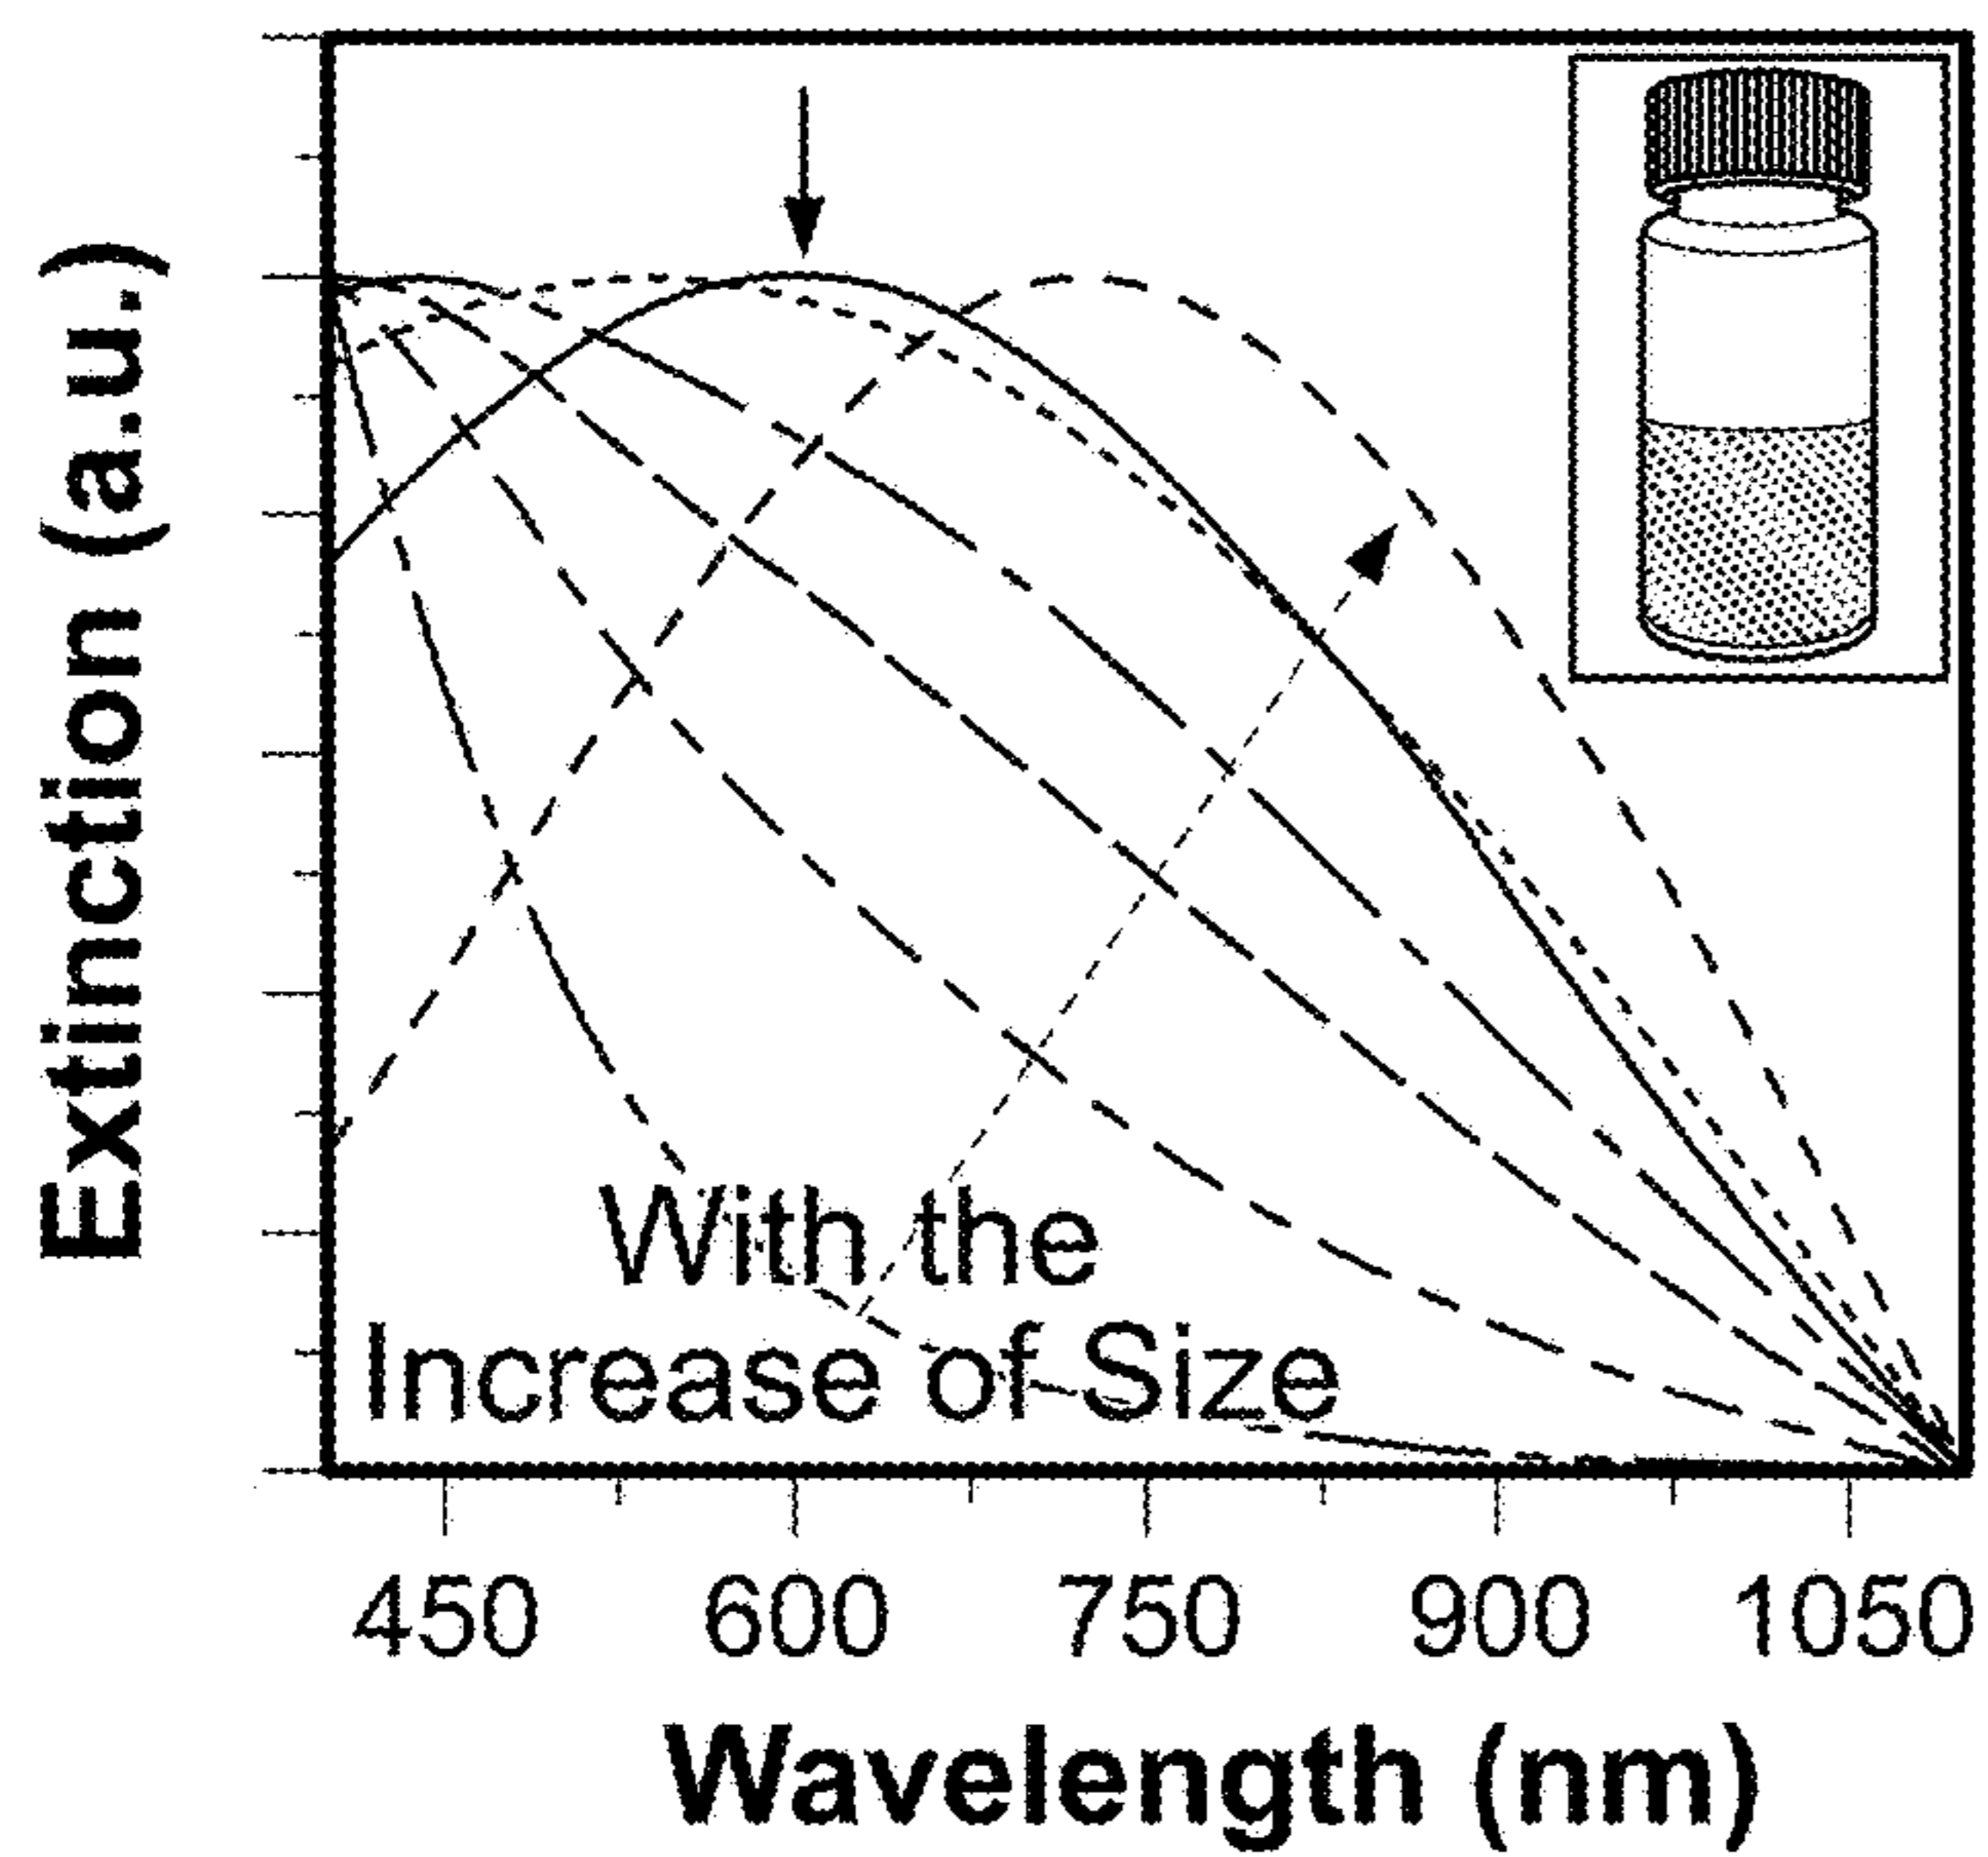 Extinction (a.u.)
With the
Increase of Size
450 600 750 900 1050
Wavelength (nm)